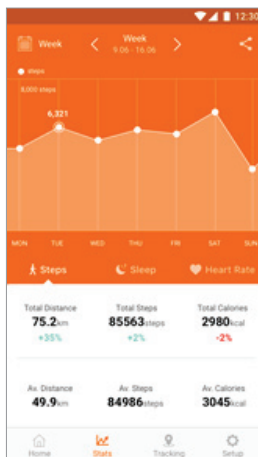 12:30
Week
Week
9.06 - 16.06
steps
8,000 steps
6,321
MON TUE WED THU FRI SAT SUN
Steps Sleep Heart Rate
Total Distance Total Steps Total Calories
75.2km 85563steps 2980kcal
+35% +2% -2%
Av. Distance Av. Steps Av. Calories
49.9km 84986steps 3045kcal
Home Stats Tracking Setup